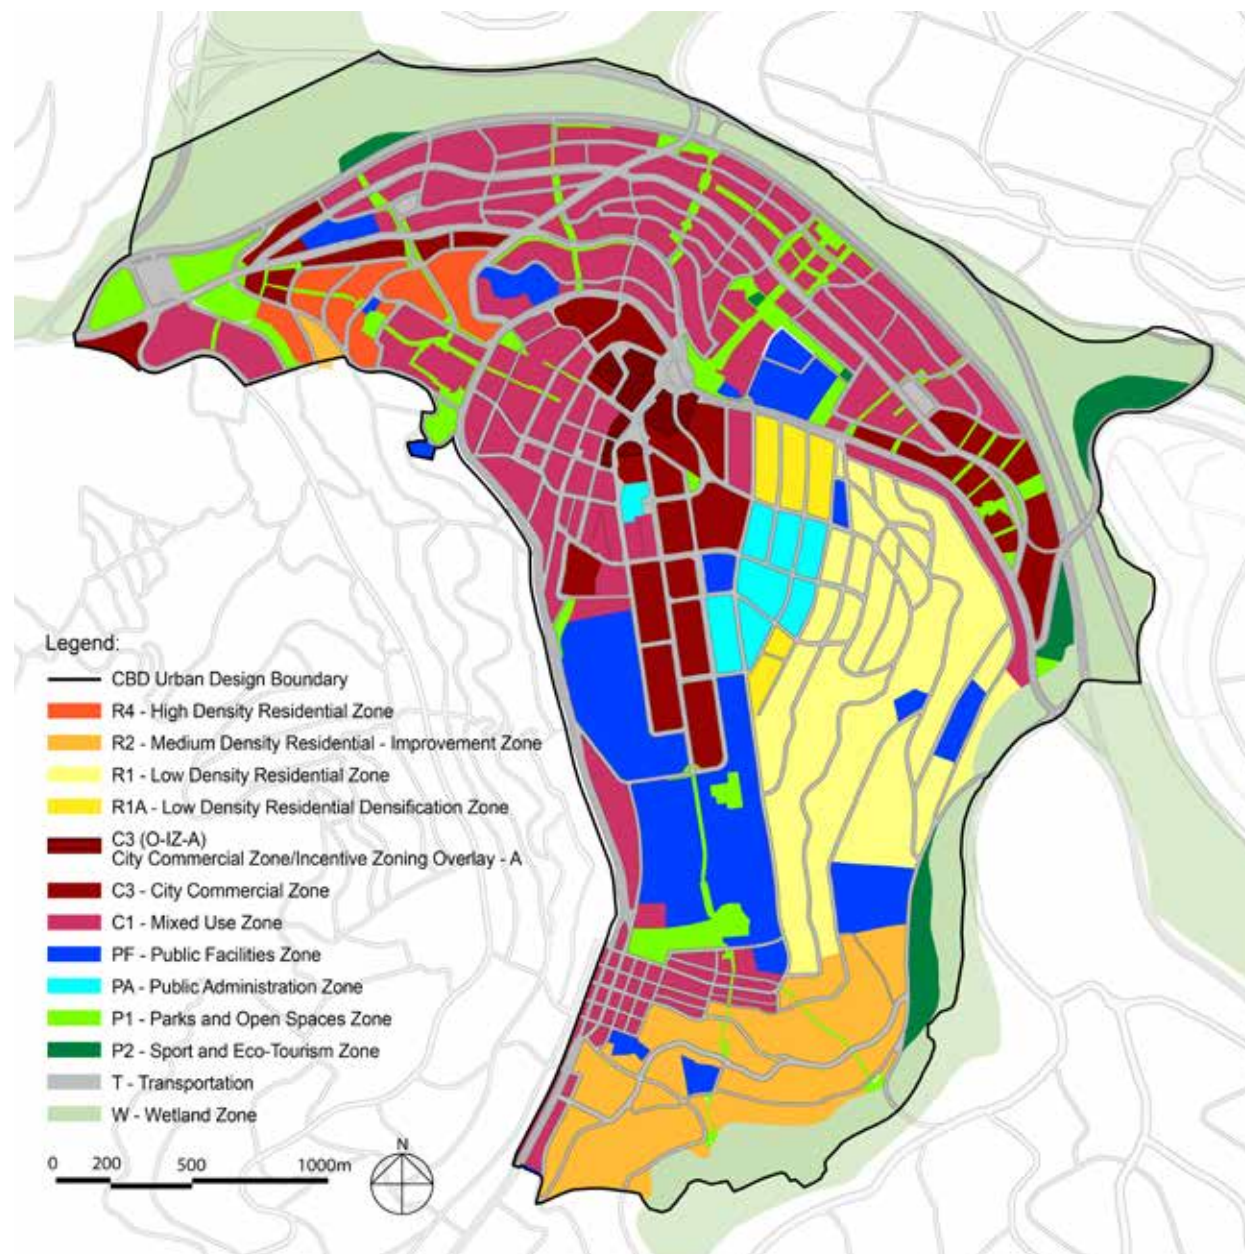 Legend:
CBD Urban Design Boundary
R4 - High Density Residential Zone
R2 - Medium Density Residential - Improvement Zone
R1 - Low Density Residential Zone
R1A - Low Density Residential Densification Zone
C3 (O-IZ-A)
City Commercial Zone/Incentive Zoning Overlay - A
C3 - City Commercial Zone
C1 - Mixed Use Zone
PF - Public Facilities Zone
PA - Public Administration Zone
P1 - Parks and Open Spaces Zone
P2 - Sport and Eco-Tourism Zone
T - Transportation
W - Wetland Zone
0 200 500 1000m
N